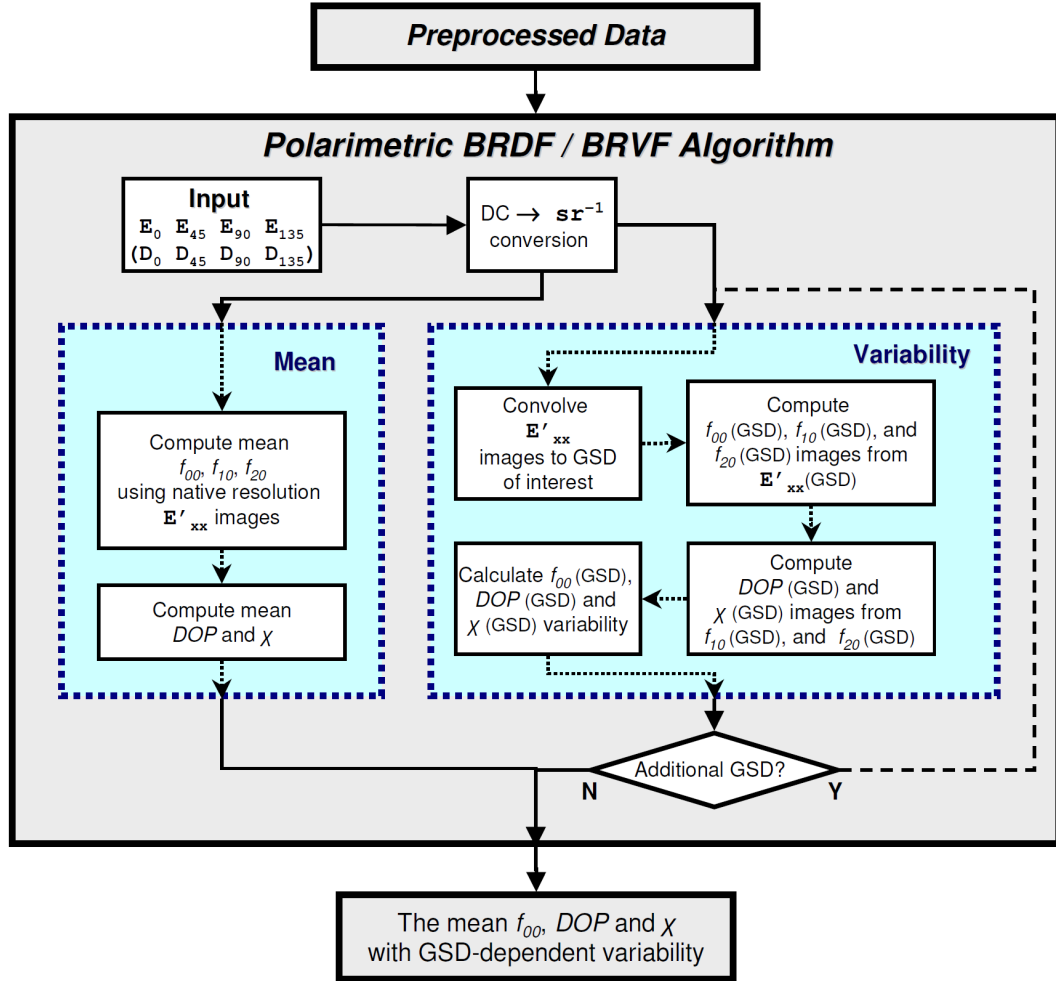 Preprocessed Data
Polarimetric BRDF / BRVF Algorithm
Input
E₀ E₄₅ E₉₀ E₁₃₅
(D₀ D₄₅ D₉₀ D₁₃₅)
DC → sr⁻¹
conversion
Mean
Compute mean
f₀₀, f₁₀, f₂₀
using native resolution
E′ₓₓ images
Compute mean
DOP and χ
Variability
Convolve
E′ₓₓ
images to GSD
of interest
Compute
f₀₀(GSD), f₁₀(GSD), and
f₂₀(GSD) images from
E′ₓₓ(GSD)
Compute
DOP (GSD) and
χ (GSD) images from
f₁₀(GSD), and f₂₀(GSD)
Calculate f₀₀(GSD),
DOP (GSD) and
χ (GSD) variability
Additional GSD?
N
Y
The mean f₀₀, DOP and χ
with GSD-dependent variability